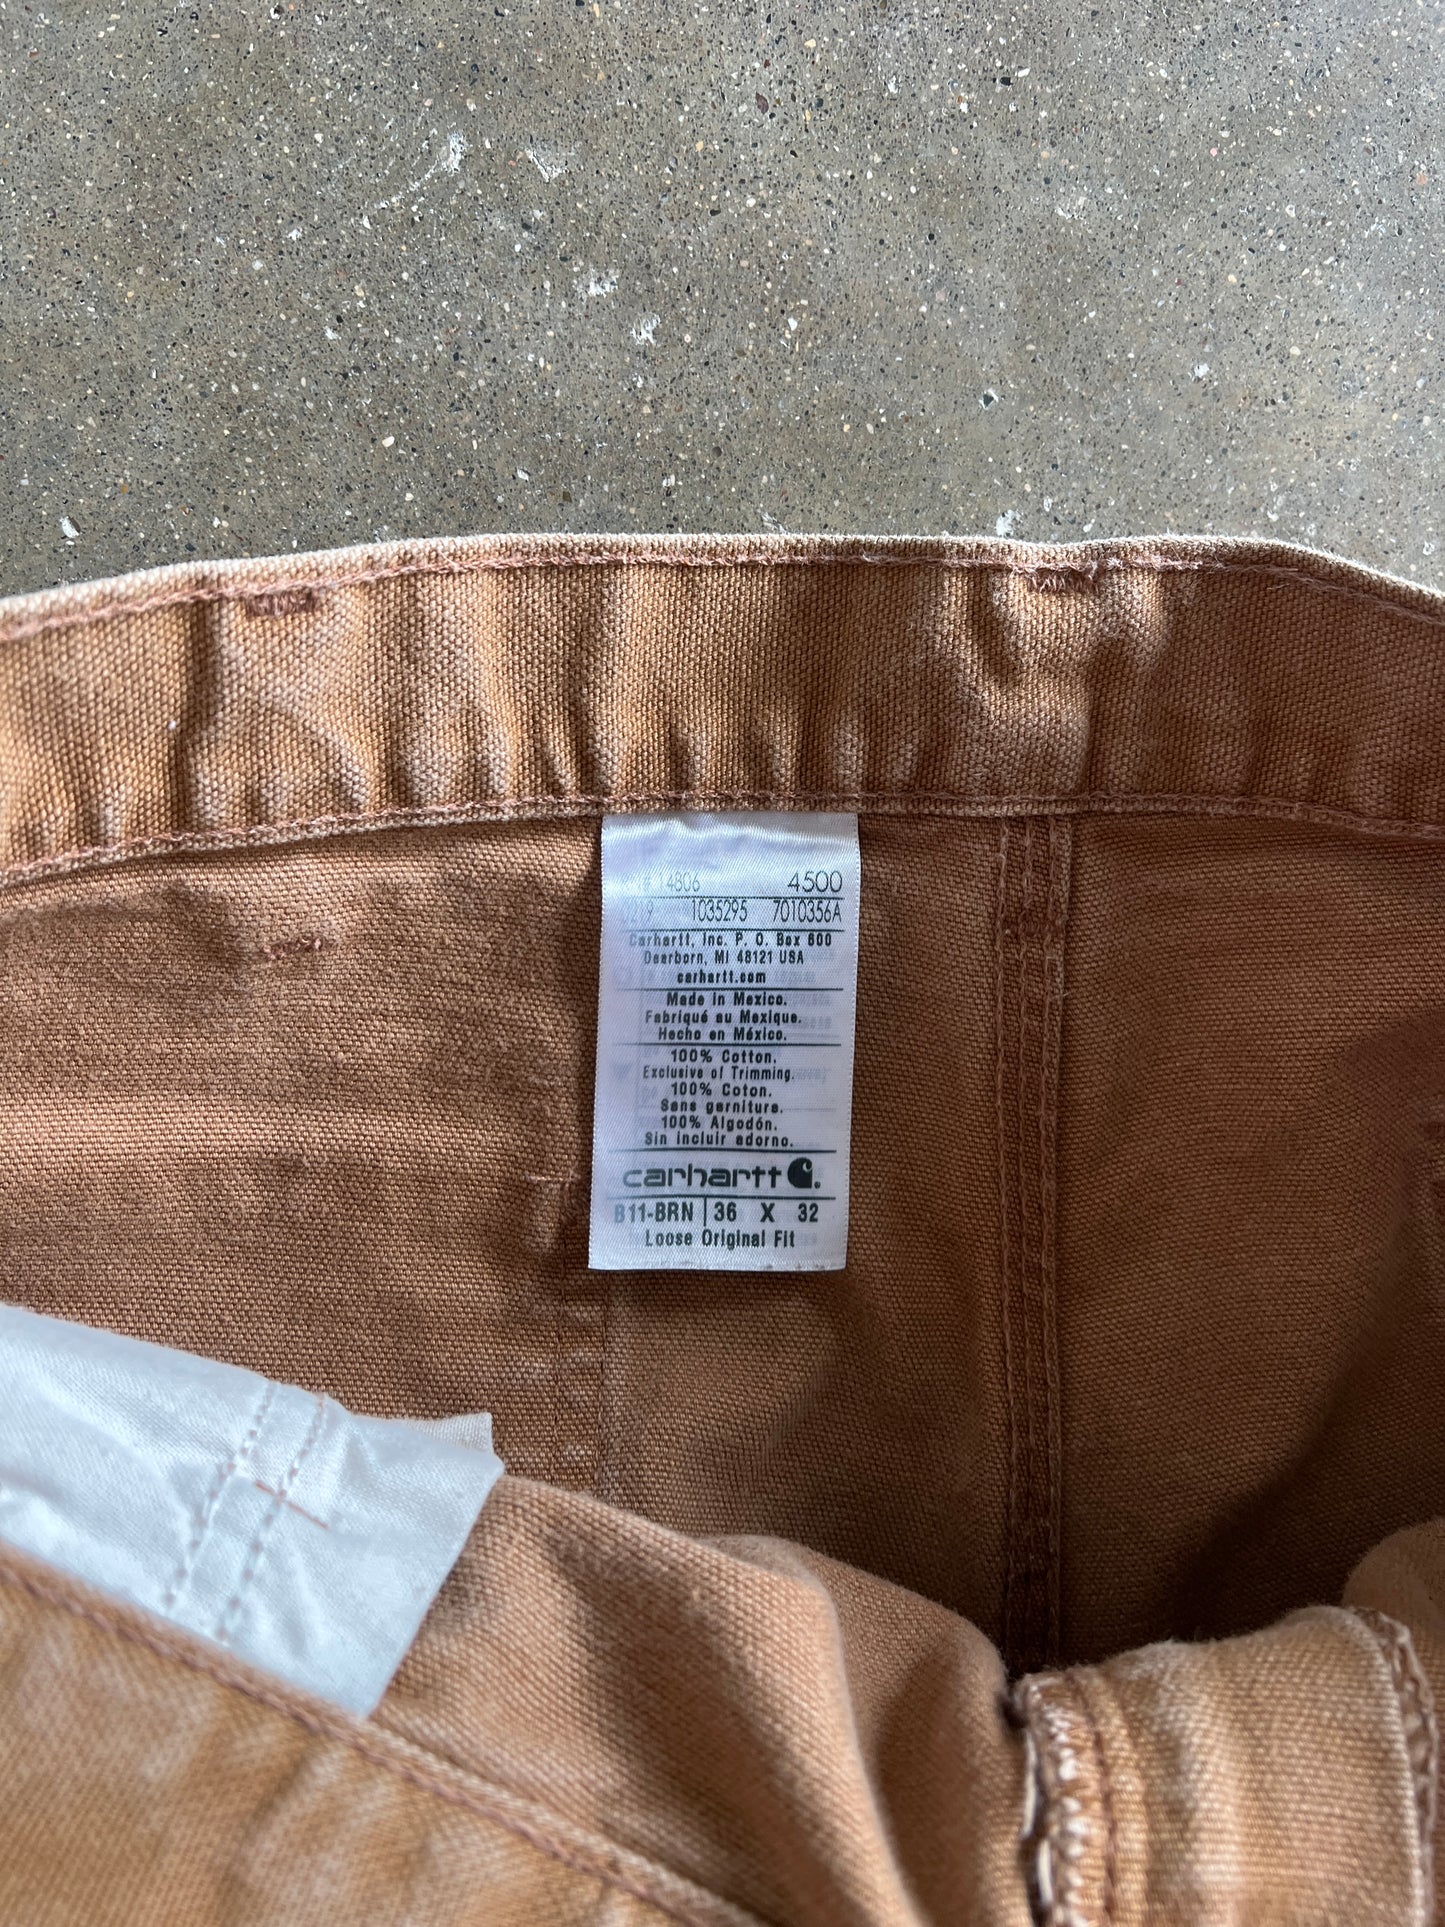 # 14806 4500
0219 1035295 7010356A
Carhartt, Inc. P. O. Box 600
Dearborn, MI 48121 USA
carhartt.com
Made in Mexico.
Fabriqué au Mexique.
Hecho en México.
100% Cotton.
Exclusive of Trimming.
100% Coton.
Sans garniture.
100% Algodón.
Sin incluir adorno.
carhartt
B11-BRN 36 X 32
Loose Original Fit